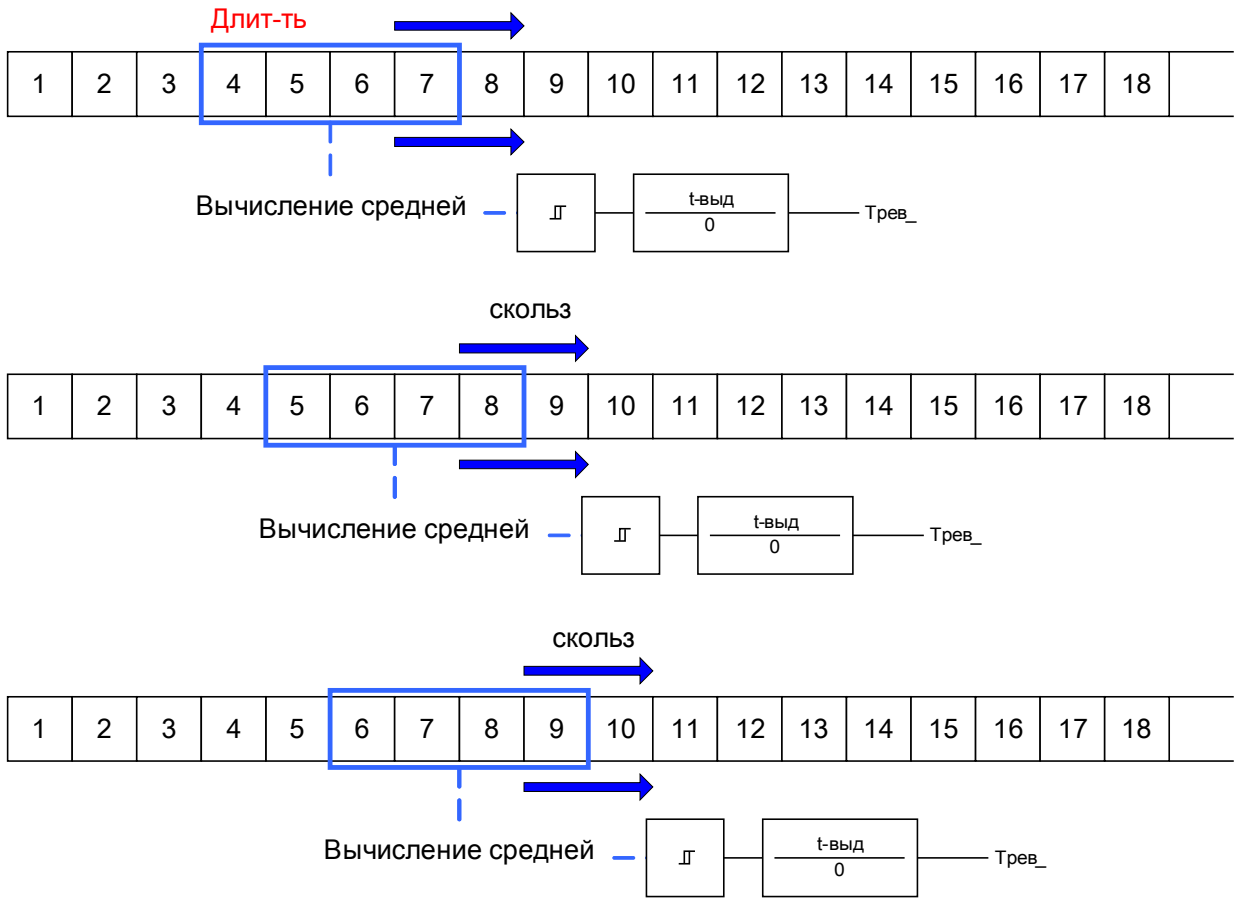 Длит-ть
1 2 3 4 5 6 7 8 9 10 11 12 13 14 15 16 17 18
Вычисление средней
t-выд
0
Трев_
скольз
1 2 3 4 5 6 7 8 9 10 11 12 13 14 15 16 17 18
Вычисление средней
t-выд
0
Трев_
скольз
1 2 3 4 5 6 7 8 9 10 11 12 13 14 15 16 17 18
Вычисление средней
t-выд
0
Трев_